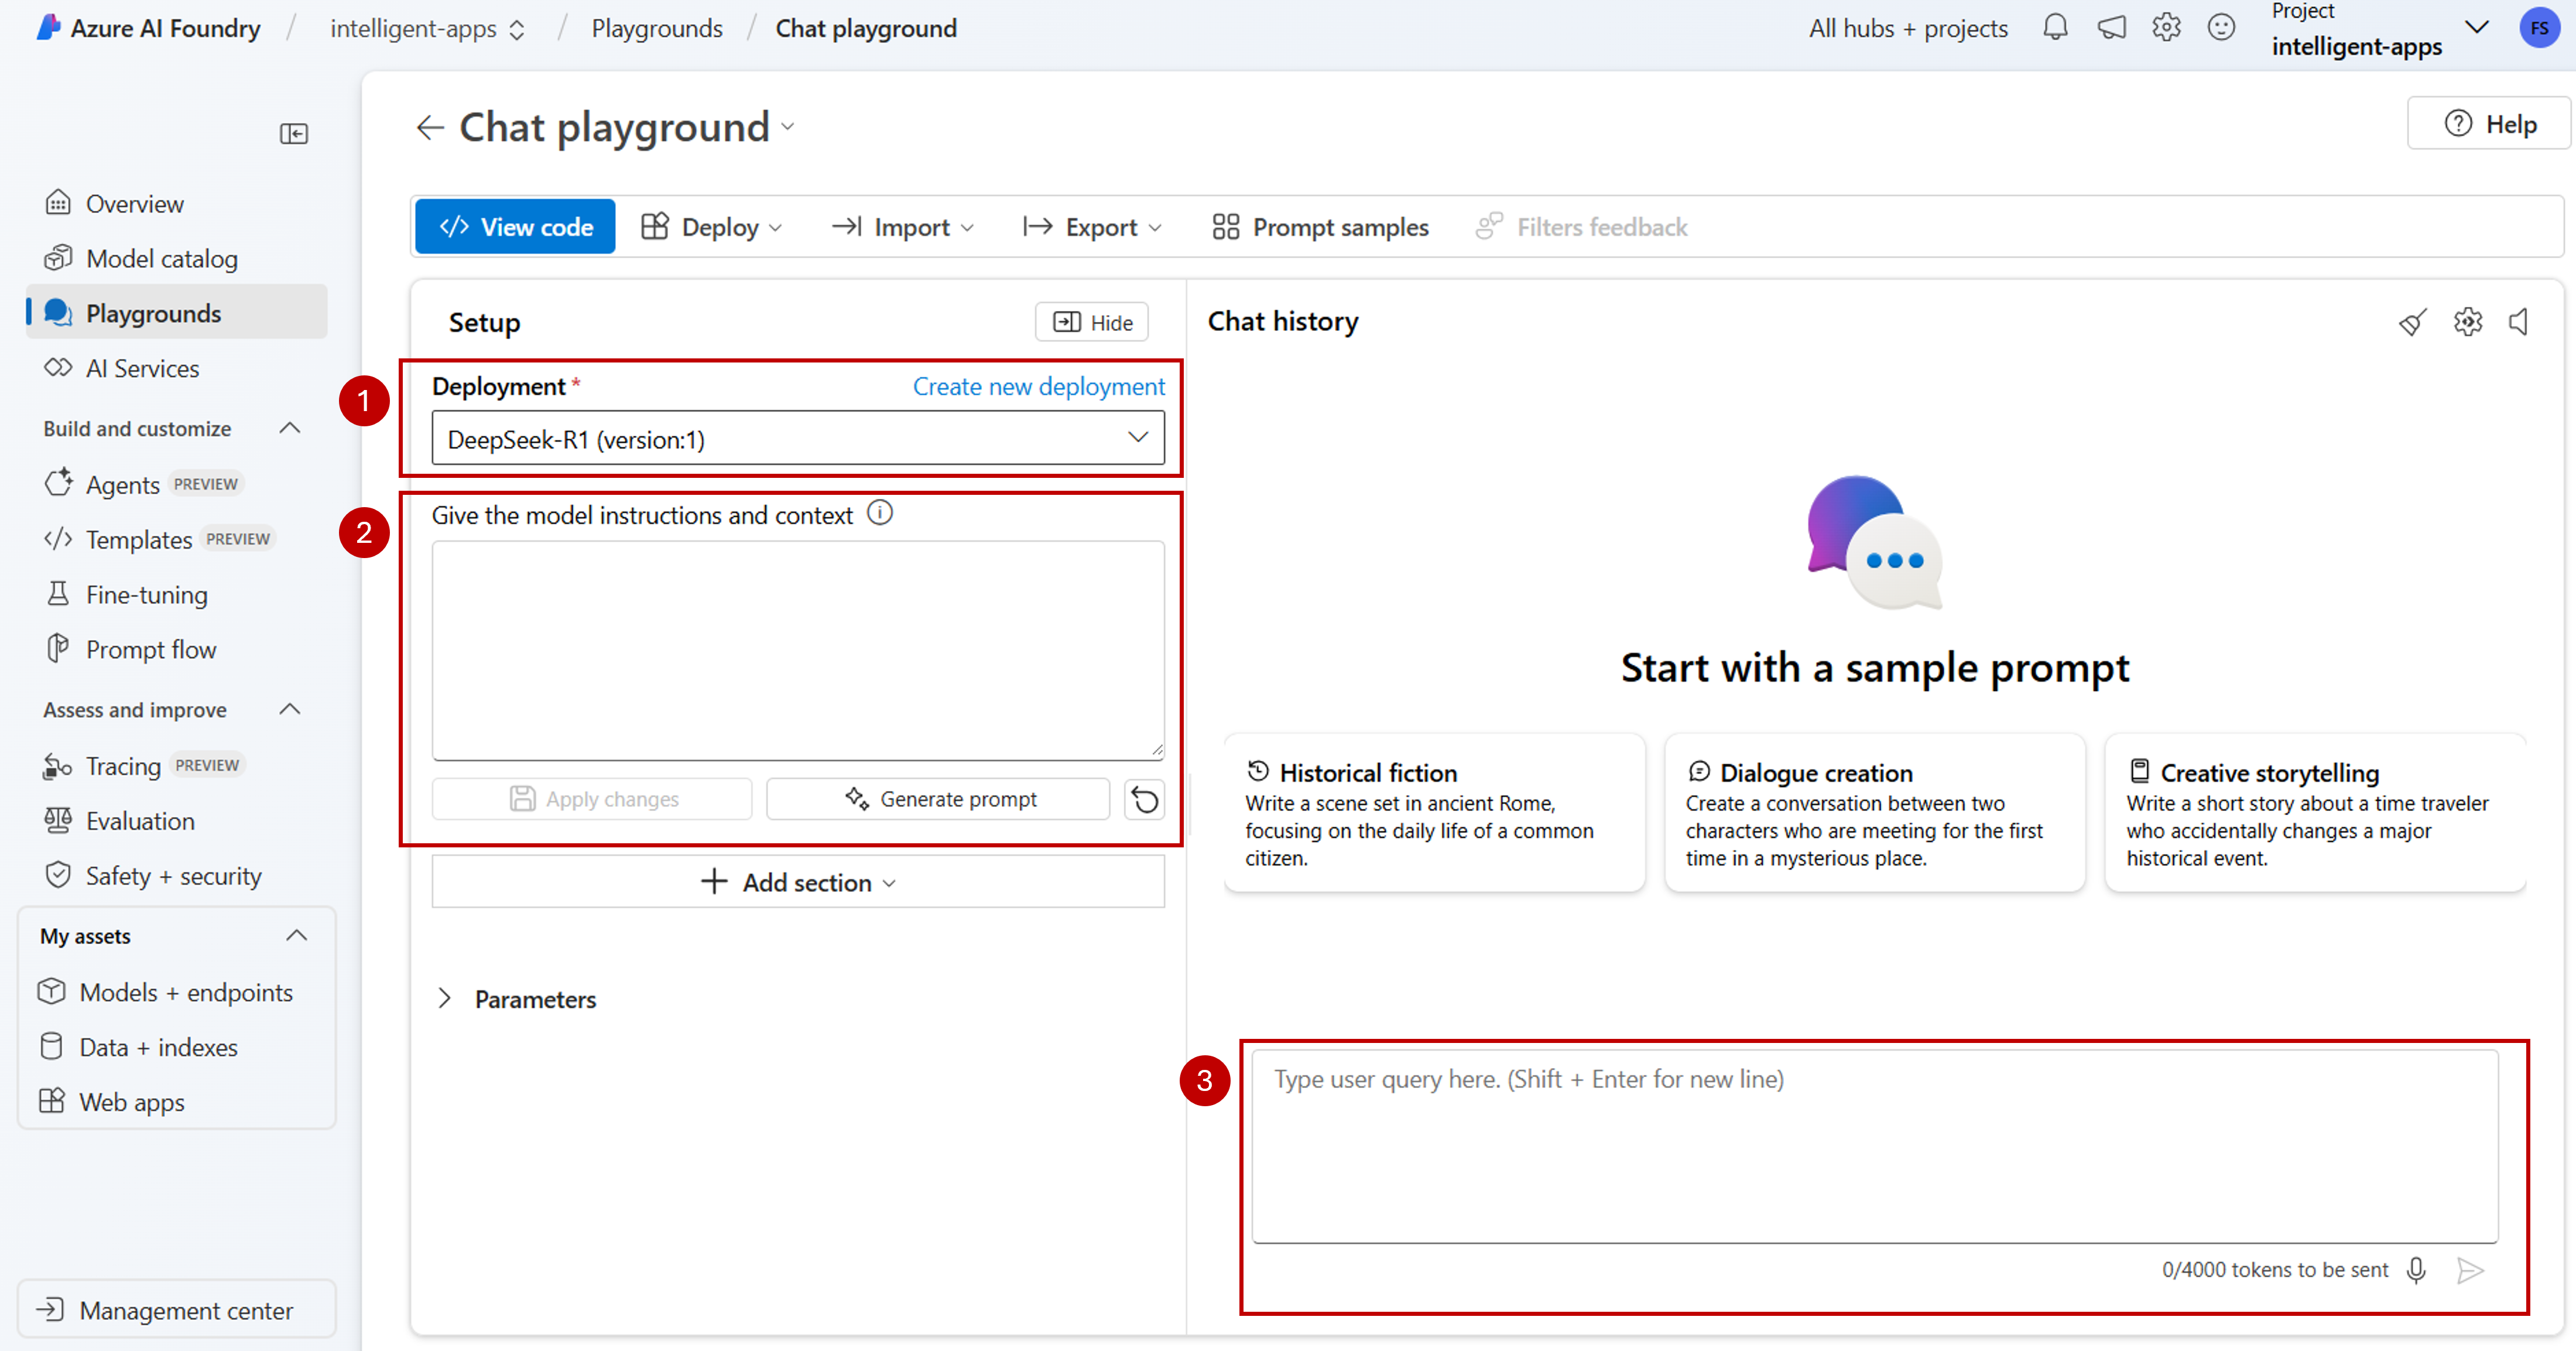 Azure AI Foundry / intelligent-apps / Playgrounds / Chat playground
All hubs + projects
Project
intelligent-apps
FS
Chat playground
Help
Overview
Model catalog
Playgrounds
AI Services
Build and customize
Agents PREVIEW
Templates PREVIEW
Fine-tuning
Prompt flow
Assess and improve
Tracing PREVIEW
Evaluation
Safety + security
My assets
Models + endpoints
Data + indexes
Web apps
Management center
View code Deploy Import Export Prompt samples Filters feedback
Setup
Hide
1
Deployment * Create new deployment
DeepSeek-R1 (version:1)
2
Give the model instructions and context
Apply changes Generate prompt
Add section
Parameters
Chat history
Start with a sample prompt
Historical fiction
Write a scene set in ancient Rome,
focusing on the daily life of a common
citizen.
Dialogue creation
Create a conversation between two
characters who are meeting for the first
time in a mysterious place.
Creative storytelling
Write a short story about a time traveler
who accidentally changes a major
historical event.
3
Type user query here. (Shift + Enter for new line)
0/4000 tokens to be sent